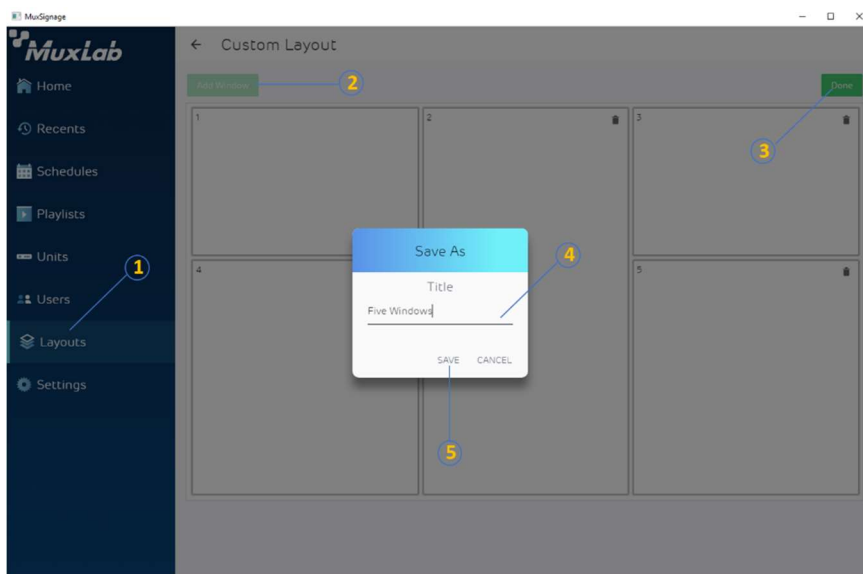 MuxSignage
MuxLab
← Custom Layout
Home
Add Window
2
Done
Recents
1
2
3
3
Schedules
Playlists
Save As
4
Units
1
4
5
Title
Users
Five Windows
Layouts
SAVE CANCEL
Settings
5